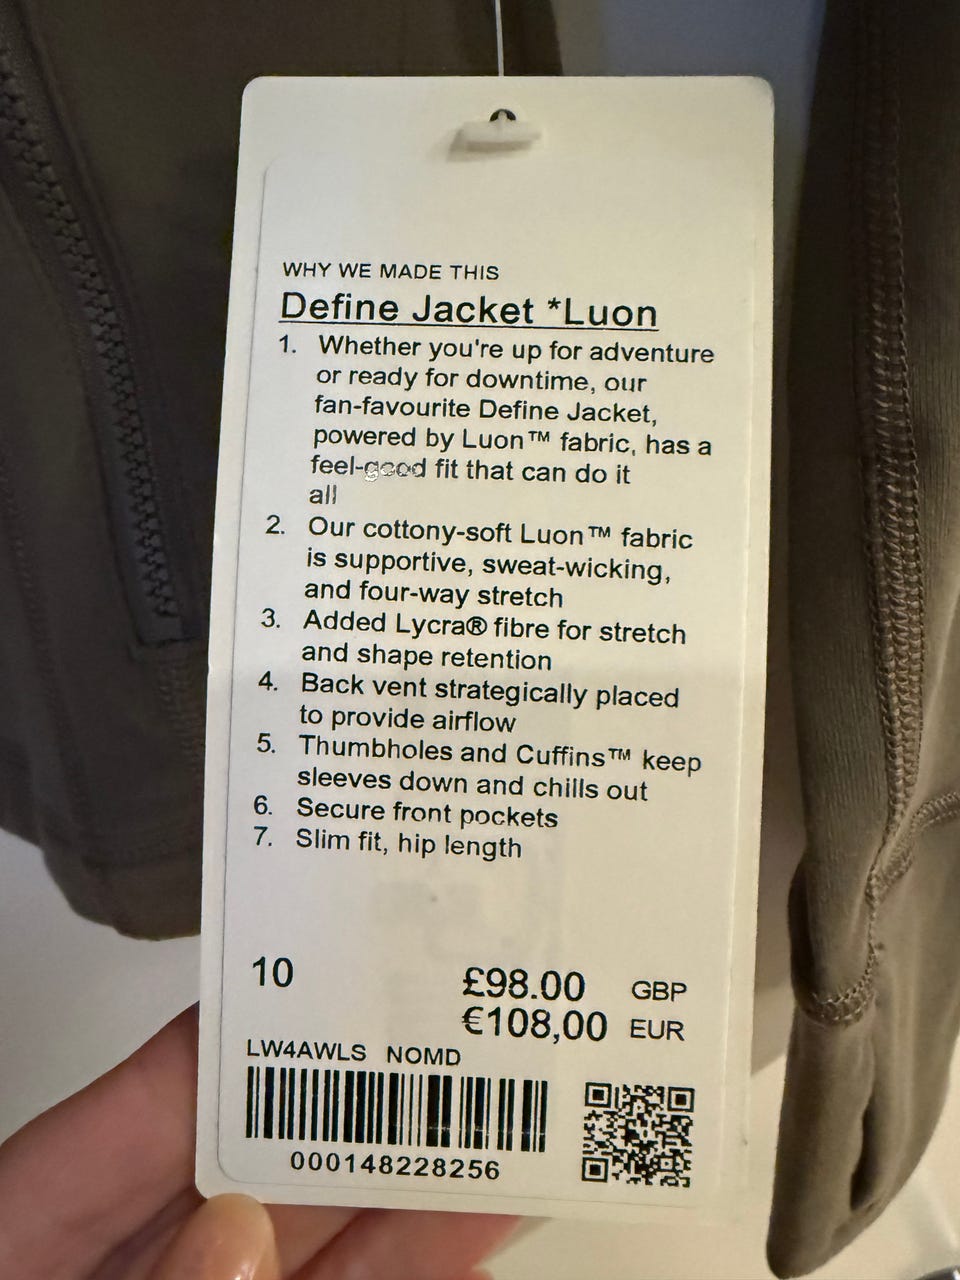 WHY WE MADE THIS
Define Jacket *Luon
1. Whether you're up for adventure
or ready for downtime, our
fan-favourite Define Jacket,
powered by Luon™ fabric, has a
feel-good fit that can do it
all
2. Our cottony-soft Luon™ fabric
is supportive, sweat-wicking,
and four-way stretch
3. Added Lycra® fibre for stretch
and shape retention
4. Back vent strategically placed
to provide airflow
5. Thumbholes and Cuffins™ keep
sleeves down and chills out
6. Secure front pockets
7. Slim fit, hip length
10 £98.00 GBP
€108,00 EUR
LW4AWLS NOMD
000148228256